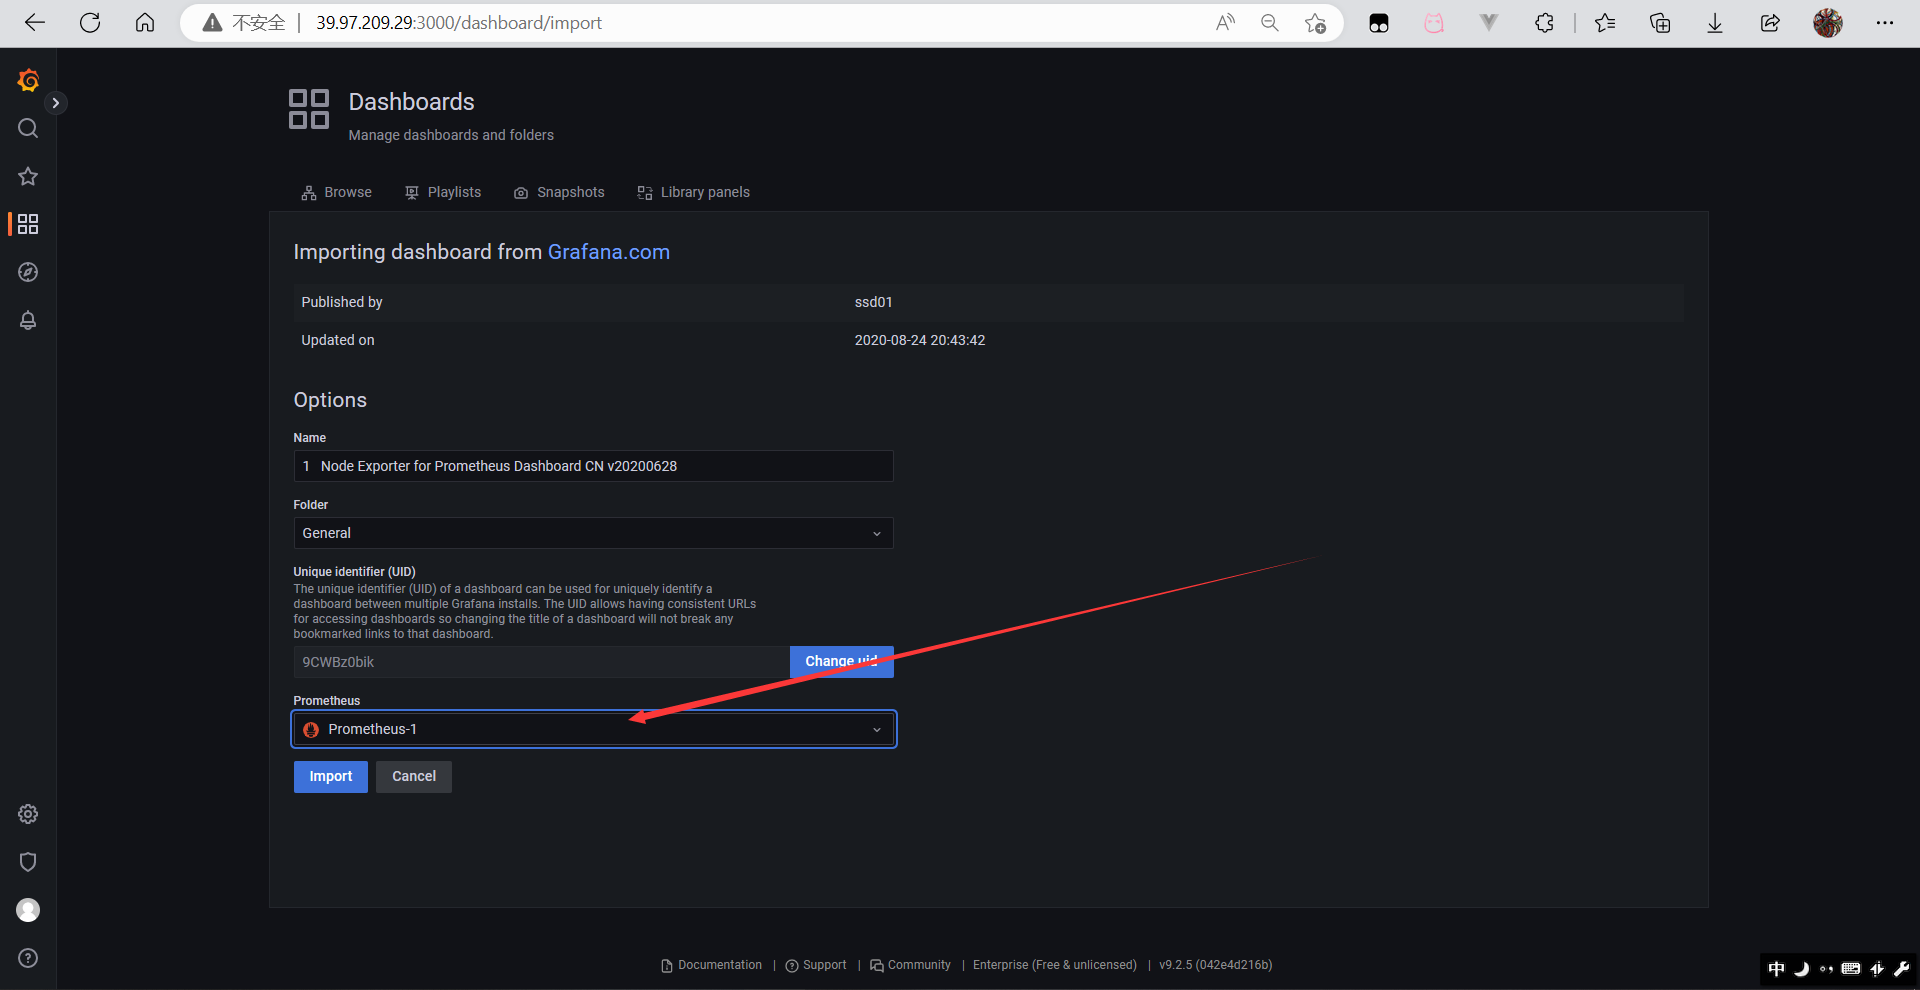 不安全 39.97.209.29:3000/dashboard/import
Dashboards
Manage dashboards and folders
Browse Playlists Snapshots Library panels
Importing dashboard from Grafana.com
Published by ssd01
Updated on 2020-08-24 20:43:42
Options
Name
1 Node Exporter for Prometheus Dashboard CN v20200628
Folder
General
Unique identifier (UID)
The unique identifier (UID) of a dashboard can be used for uniquely identify a
dashboard between multiple Grafana installs. The UID allows having consistent URLs
for accessing dashboards so changing the title of a dashboard will not break any
bookmarked links to that dashboard.
9CWBz0bik Change uid
Prometheus
Prometheus-1
Import Cancel
Documentation | Support | Community | Enterprise (Free & unlicensed) | v9.2.5 (042e4d216b)
中